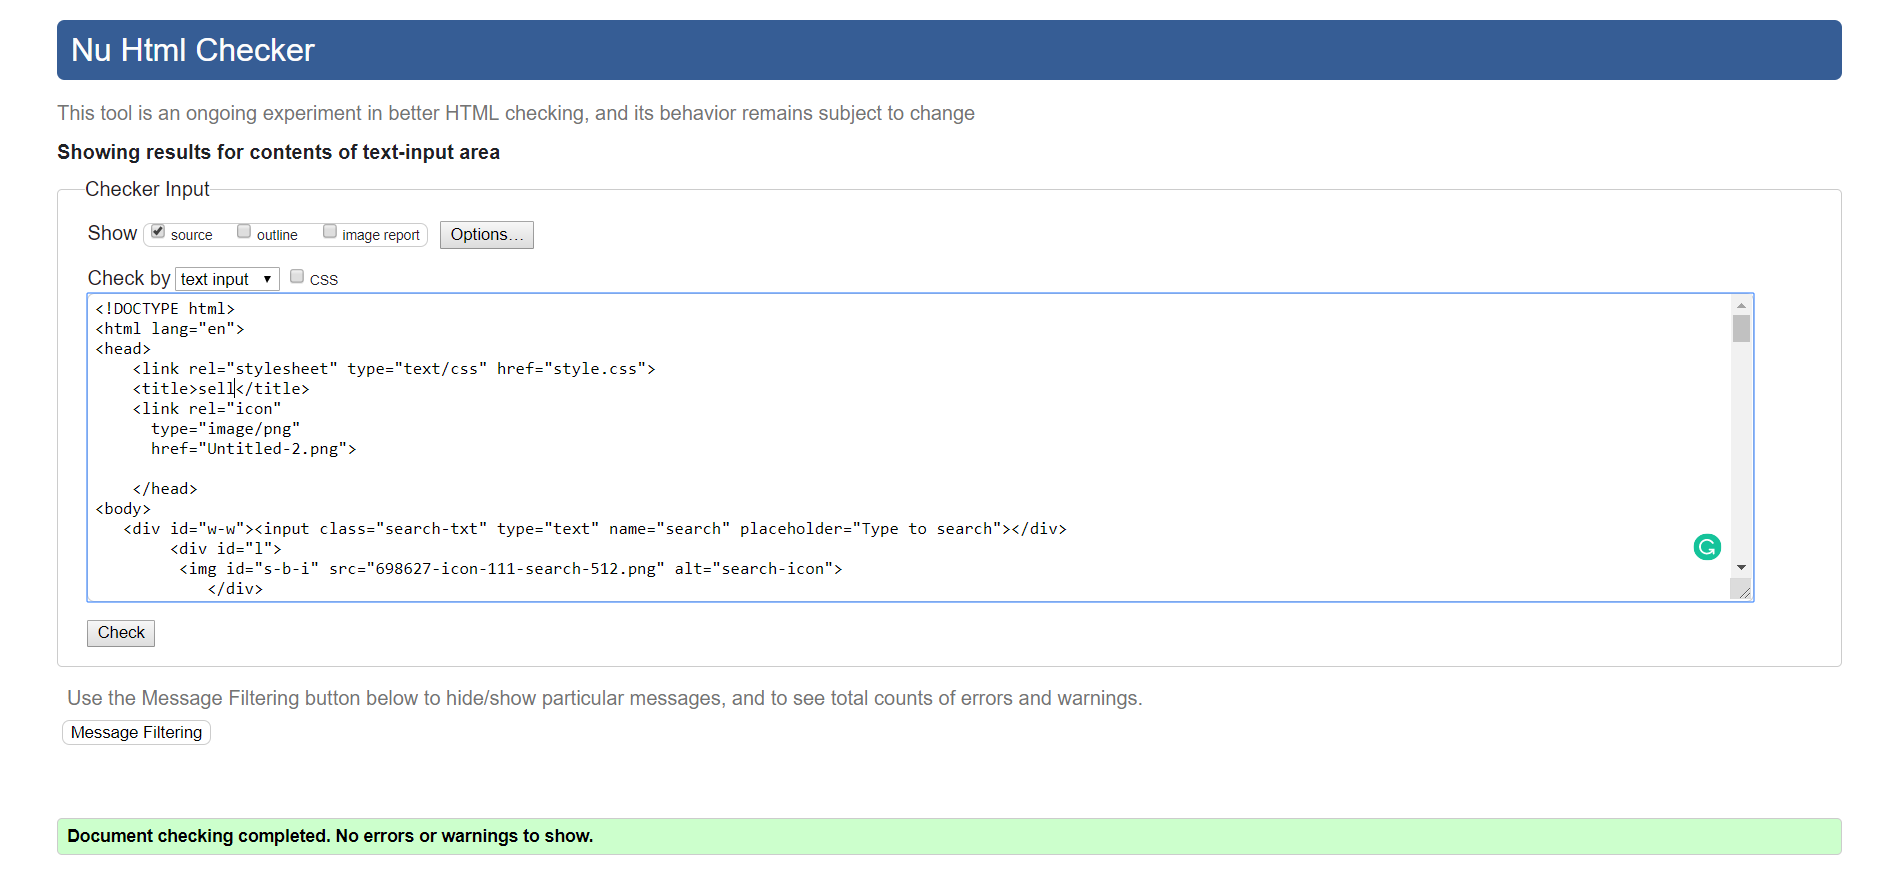 Nu Html Checker
This tool is an ongoing experiment in better HTML checking, and its behavior remains subject to change
Showing results for contents of text-input area
Checker Input
Show source outline image report Options...
Check by text input CSS
<!DOCTYPE html>
<html lang="en">
<head>
<link rel="stylesheet" type="text/css" href="style.css">
<title>sell</title>
<link rel="icon"
type="image/png"
href="Untitled-2.png">
</head>
<body>
<div id="w-w"><input class="search-txt" type="text" name="search" placeholder="Type to search"></div>
<div id="l">
<img id="s-b-i" src="698627-icon-111-search-512.png" alt="search-icon">
</div>
Check
Use the Message Filtering button below to hide/show particular messages, and to see total counts of errors and warnings.
Message Filtering
Document checking completed. No errors or warnings to show.